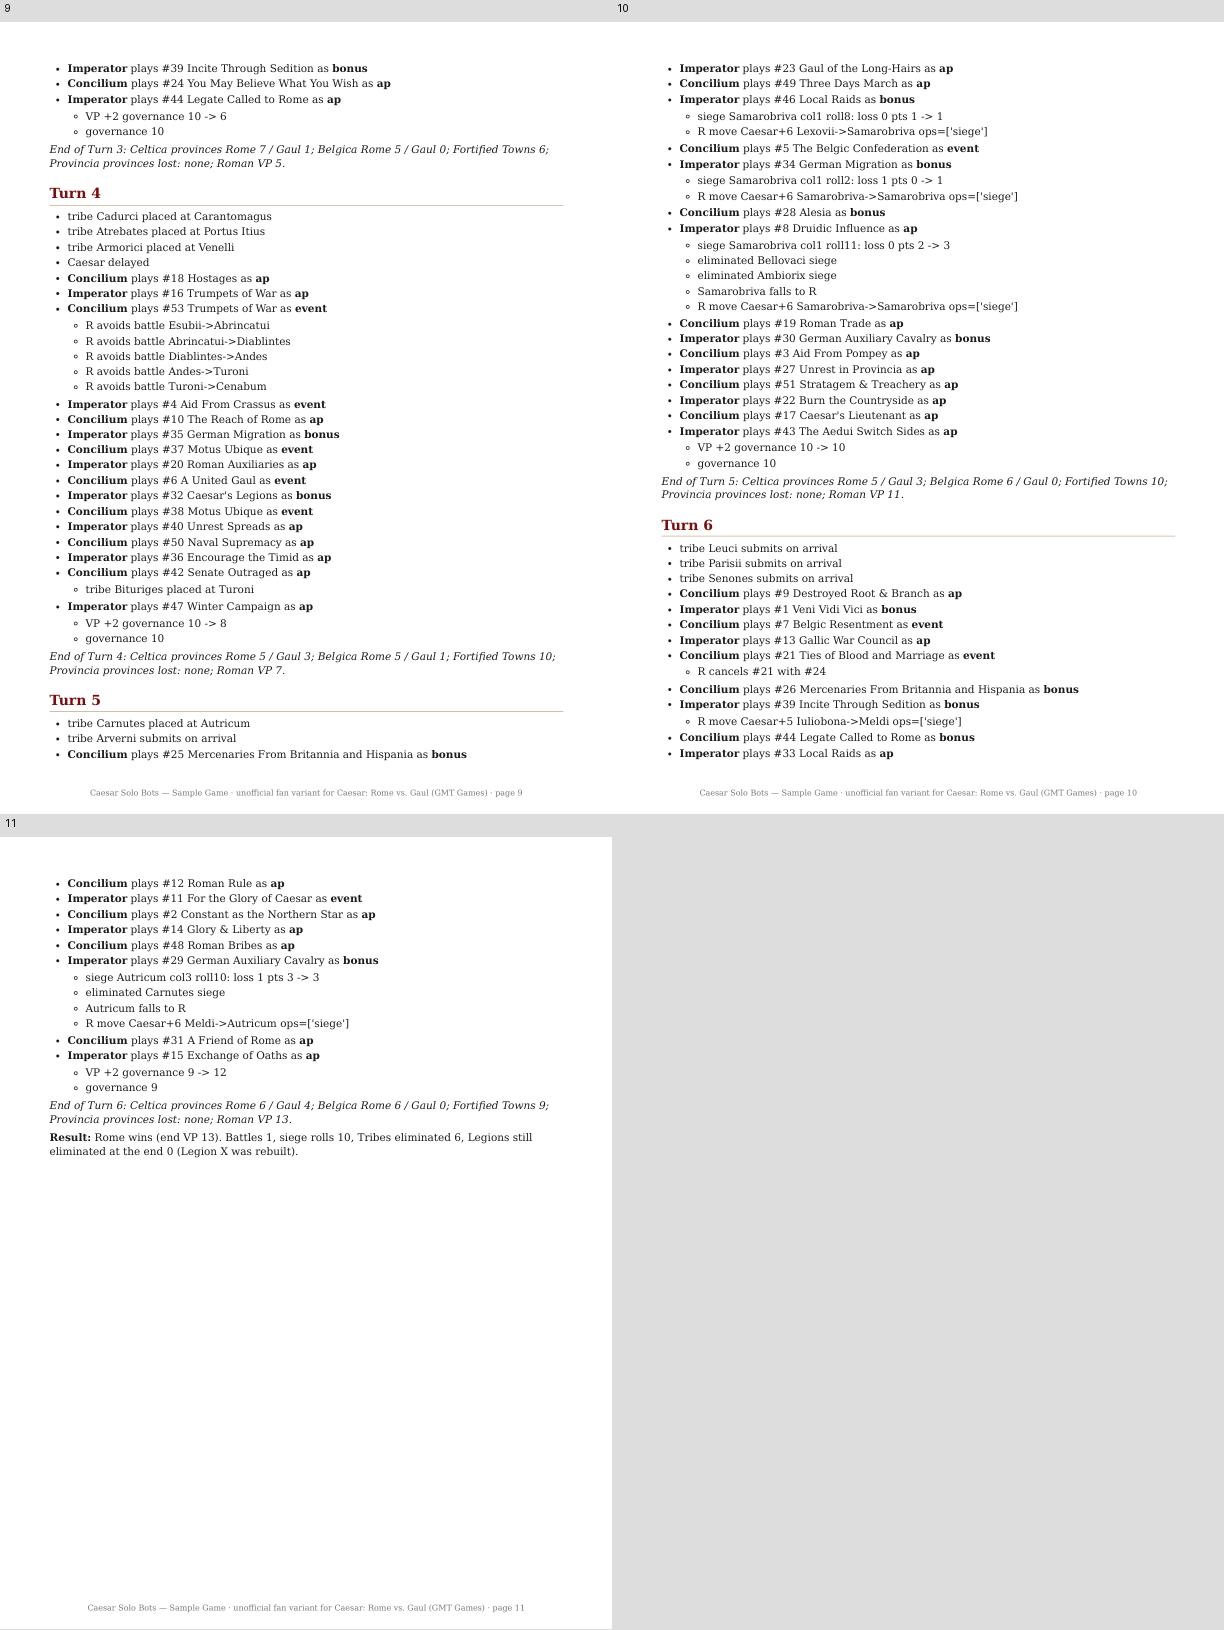 9
• Imperator plays #39 Incite Through Sedition as bonus
• Concilium plays #24 You May Believe What You Wish as ap
• Imperator plays #44 Legate Called to Rome as ap
◦ VP +2 governance 10 -> 6
◦ governance 10
End of Turn 3: Celtica provinces Rome 7 / Gaul 1; Belgica Rome 5 / Gaul 0; Fortified Towns 6;
Provincia provinces lost: none; Roman VP 5.
Turn 4
• tribe Cadurci placed at Carantomagus
• tribe Atrebates placed at Portus Itius
• tribe Armorici placed at Venelli
• Caesar delayed
• Concilium plays #18 Hostages as ap
• Imperator plays #16 Trumpets of War as ap
• Concilium plays #53 Trumpets of War as event
◦ R avoids battle Esubii->Abrincatui
◦ R avoids battle Abrincatui->Diablintes
◦ R avoids battle Diablintes->Andes
◦ R avoids battle Andes->Turoni
◦ R avoids battle Turoni->Cenabum
• Imperator plays #4 Aid From Crassus as event
• Concilium plays #10 The Reach of Rome as ap
• Imperator plays #35 German Migration as bonus
• Concilium plays #37 Motus Ubique as event
• Imperator plays #20 Roman Auxiliaries as ap
• Concilium plays #6 A United Gaul as event
• Imperator plays #32 Caesar's Legions as bonus
• Concilium plays #38 Motus Ubique as event
• Imperator plays #40 Unrest Spreads as ap
• Concilium plays #50 Naval Supremacy as ap
• Imperator plays #36 Encourage the Timid as ap
• Concilium plays #42 Senate Outraged as ap
◦ tribe Bituriges placed at Turoni
• Imperator plays #47 Winter Campaign as ap
◦ VP +2 governance 10 -> 8
◦ governance 10
End of Turn 4: Celtica provinces Rome 5 / Gaul 3; Belgica Rome 5 / Gaul 1; Fortified Towns 10;
Provincia provinces lost: none; Roman VP 7.
Turn 5
• tribe Carnutes placed at Autricum
• tribe Arverni submits on arrival
• Concilium plays #25 Mercenaries From Britannia and Hispania as bonus
Caesar Solo Bots — Sample Game · unofficial fan variant for Caesar: Rome vs. Gaul (GMT Games) · page 9
10
• Imperator plays #23 Gaul of the Long-Hairs as ap
• Concilium plays #49 Three Days March as ap
• Imperator plays #46 Local Raids as bonus
◦ siege Samarobriva col1 roll8: loss 0 pts 1 -> 1
◦ R move Caesar+6 Lexovii->Samarobriva ops=['siege']
• Concilium plays #5 The Belgic Confederation as event
• Imperator plays #34 German Migration as bonus
◦ siege Samarobriva col1 roll2: loss 1 pts 0 -> 1
◦ R move Caesar+6 Samarobriva->Samarobriva ops=['siege']
• Concilium plays #28 Alesia as bonus
• Imperator plays #8 Druidic Influence as ap
◦ siege Samarobriva col1 roll11: loss 0 pts 2 -> 3
◦ eliminated Bellovaci siege
◦ eliminated Ambiorix siege
◦ Samarobriva falls to R
◦ R move Caesar+6 Samarobriva->Samarobriva ops=['siege']
• Concilium plays #19 Roman Trade as ap
• Imperator plays #30 German Auxiliary Cavalry as bonus
• Concilium plays #3 Aid From Pompey as ap
• Imperator plays #27 Unrest in Provincia as ap
• Concilium plays #51 Stratagem & Treachery as ap
• Imperator plays #22 Burn the Countryside as ap
• Concilium plays #17 Caesar's Lieutenant as ap
• Imperator plays #43 The Aedui Switch Sides as ap
◦ VP +2 governance 10 -> 10
◦ governance 10
End of Turn 5: Celtica provinces Rome 5 / Gaul 3; Belgica Rome 6 / Gaul 0; Fortified Towns 10;
Provincia provinces lost: none; Roman VP 11.
Turn 6
• tribe Leuci submits on arrival
• tribe Parisii submits on arrival
• tribe Senones submits on arrival
• Concilium plays #9 Destroyed Root & Branch as ap
• Imperator plays #1 Veni Vidi Vici as bonus
• Concilium plays #7 Belgic Resentment as event
• Imperator plays #13 Gallic War Council as ap
• Concilium plays #21 Ties of Blood and Marriage as event
◦ R cancels #21 with #24
• Concilium plays #26 Mercenaries From Britannia and Hispania as bonus
• Imperator plays #39 Incite Through Sedition as bonus
◦ R move Caesar+5 Iuliobona->Meldi ops=['siege']
• Concilium plays #44 Legate Called to Rome as bonus
• Imperator plays #33 Local Raids as ap
Caesar Solo Bots — Sample Game · unofficial fan variant for Caesar: Rome vs. Gaul (GMT Games) · page 10
11
• Concilium plays #12 Roman Rule as ap
• Imperator plays #11 For the Glory of Caesar as event
• Concilium plays #2 Constant as the Northern Star as ap
• Imperator plays #14 Glory & Liberty as ap
• Concilium plays #48 Roman Bribes as ap
• Imperator plays #29 German Auxiliary Cavalry as bonus
◦ siege Autricum col3 roll10: loss 1 pts 3 -> 3
◦ eliminated Carnutes siege
◦ Autricum falls to R
◦ R move Caesar+6 Meldi->Autricum ops=['siege']
• Concilium plays #31 A Friend of Rome as ap
• Imperator plays #15 Exchange of Oaths as ap
◦ VP +2 governance 9 -> 12
◦ governance 9
End of Turn 6: Celtica provinces Rome 6 / Gaul 4; Belgica Rome 6 / Gaul 0; Fortified Towns 9;
Provincia provinces lost: none; Roman VP 13.
Result: Rome wins (end VP 13). Battles 1, siege rolls 10, Tribes eliminated 6, Legions still
eliminated at the end 0 (Legion X was rebuilt).
Caesar Solo Bots — Sample Game · unofficial fan variant for Caesar: Rome vs. Gaul (GMT Games) · page 11